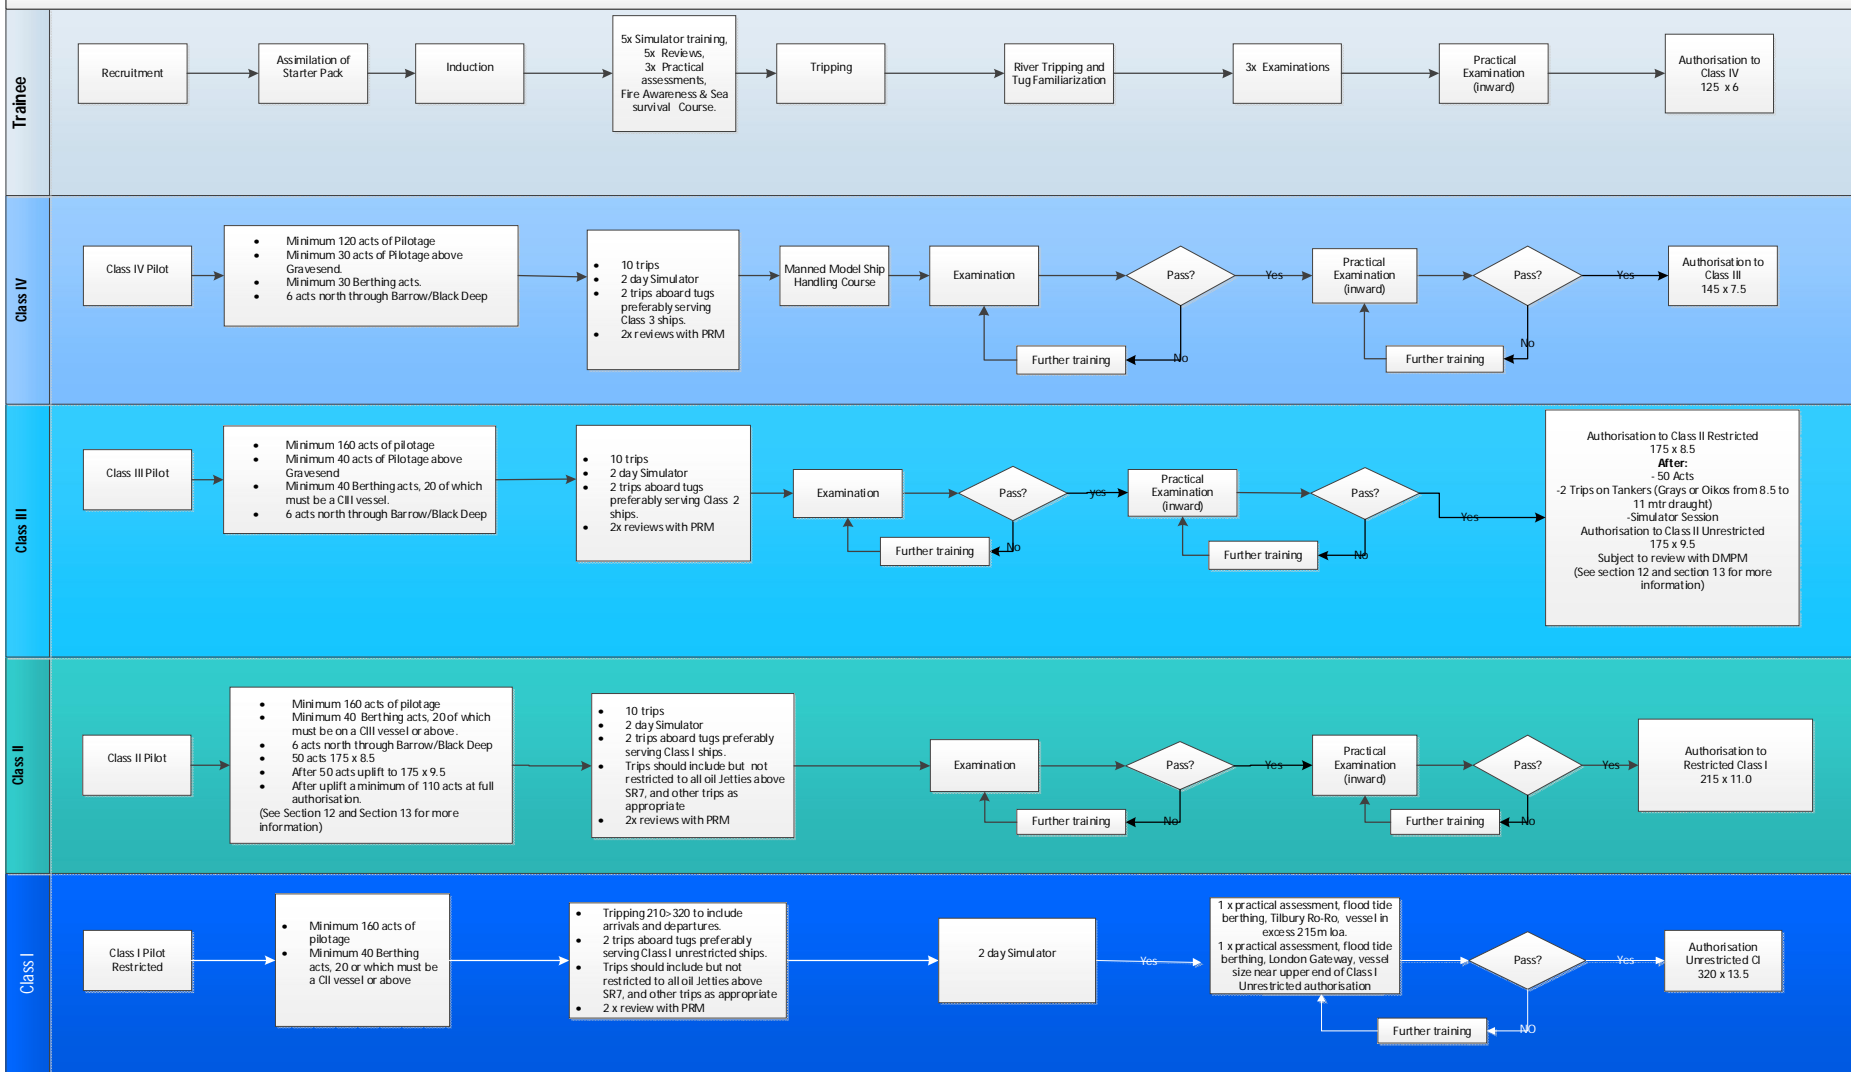 Trainee
Recruitment
Assimilation of
Starter Pack
Induction
5x Simulator training,
5x Reviews,
3x Practical
assessments,
Fire Awareness & Sea
survival Course.
Tripping
River Tripping and
Tug Familiarization
3x Examinations
Practical
Examination
(inward)
Authorisation to
Class IV
125 x 6
Class IV
Class IV Pilot
• Minimum 120 acts of Pilotage
• Minimum 30 acts of Pilotage above
Gravesend.
• Minimum 30 Berthing acts.
• 6 acts north through Barrow/Black Deep
• 10 trips
• 2 day Simulator
• 2 trips aboard tugs
preferably serving
Class 3 ships.
• 2x reviews with PRM
Manned Model Ship
Handling Course
Examination
Pass?
Yes
No
Further training
Practical
Examination
(inward)
Pass?
Yes
No
Further training
Authorisation to
Class III
145 x 7.5
Class III
Class III Pilot
• Minimum 160 acts of pilotage
• Minimum 40 acts of Pilotage above
Gravesend
• Minimum 40 Berthing acts, 20 of which
must be a CIII vessel.
• 6 acts north through Barrow/Black Deep
• 10 trips
• 2 day Simulator
• 2 trips aboard tugs
preferably serving Class 2
ships.
• 2x reviews with PRM
Examination
Pass?
yes
No
Further training
Practical
Examination
(inward)
Pass?
Yes
No
Further training
Authorisation to Class II Restricted
175 x 8.5
After:
- 50 Acts
-2 Trips on Tankers (Grays or Oikos from 8.5 to
11 mtr draught)
-Simulator Session
Authorisation to Class II Unrestricted
175 x 9.5
Subject to review with DMPM
(See section 12 and section 13 for more
information)
Class II
Class II Pilot
• Minimum 160 acts of pilotage
• Minimum 40 Berthing acts, 20 of which
must be on a CIII vessel or above.
• 6 acts north through Barrow/Black Deep
• 50 acts 175 x 8.5
• After 50 acts uplift to 175 x 9.5
• After uplift a minimum of 110 acts at full
authorisation.
(See Section 12 and Section 13 for more
information)
• 10 trips
• 2 day Simulator
• 2 trips aboard tugs preferably
serving Class I ships.
• Trips should include but not
restricted to all oil Jetties above
SR7, and other trips as
appropriate
• 2x reviews with PRM
Examination
Pass?
Yes
No
Further training
Practical
Examination
(inward)
Pass?
Yes
No
Further training
Authorisation to
Restricted Class I
215 x 11.0
Class I
Class I Pilot
Restricted
• Minimum 160 acts of
pilotage
• Minimum 40 Berthing
acts, 20 or which must be
a CII vessel or above
• Tripping 210>320 to include
arrivals and departures.
• 2 trips aboard tugs preferably
serving Class I unrestricted ships.
• Trips should include but not
restricted to all oil Jetties above
SR7, and other trips as appropriate
• 2 x review with PRM
2 day Simulator
Yes
1 x practical assessment, flood tide
berthing, Tilbury Ro-Ro, vessel in
excess 215m loa.
1 x practical assessment, flood tide
berthing, London Gateway, vessel
size near upper end of Class I
Unrestricted authorisation
Pass?
Yes
NO
Further training
Authorisation
Unrestricted CI
320 x 13.5